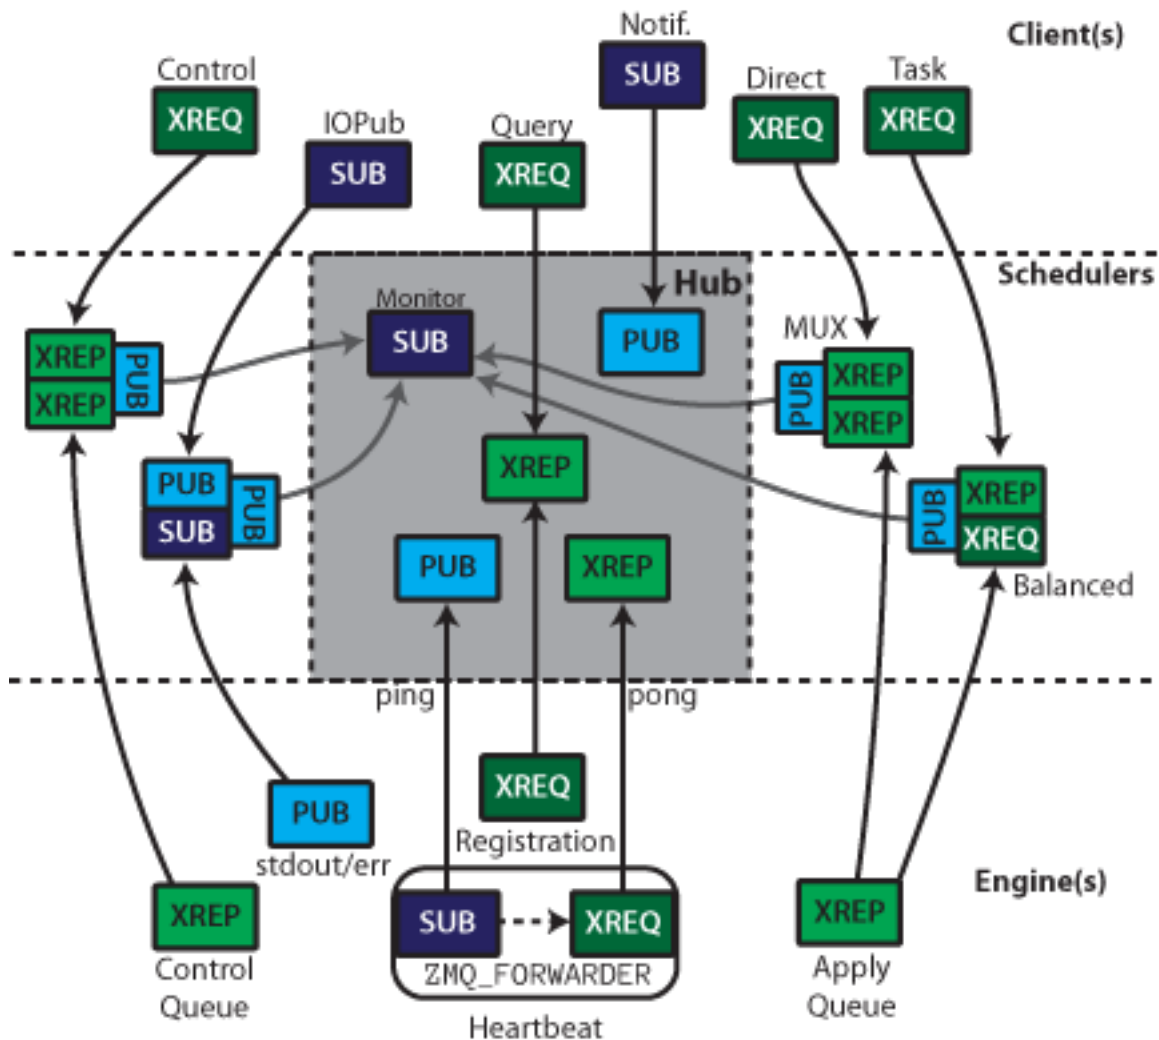 Notif.
Client(s)
Control
SUB
Direct
Task
XREQ
IOPub
Query
XREQ
XREQ
SUB
XREQ
Hub
Schedulers
Monitor
SUB
PUB
MUX
XREP
PUB
XREP
PUB
XREP
XREP
XREP
PUB
PUB
SUB
PUB
XREP
XREQ
PUB
XREP
Balanced
ping
pong
XREQ
PUB
Registration
stdout/err
Engine(s)
XREP
SUB
XREQ
XREP
Control
Queue
ZMQ_FORWARDER
Apply
Queue
Heartbeat